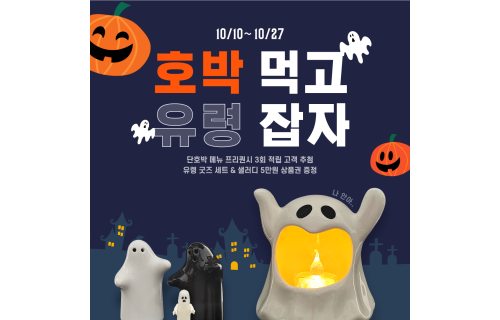 10/10~ 10/27
호박 먹고
유령 잡자
단호박 메뉴 프리퀀시 3회 적립 고객 추첨
유령 굿즈 세트 & 샐러디 5만원 상품권 증정
나 안아..